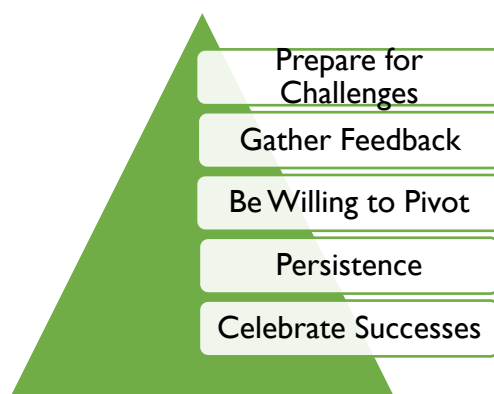 Prepare for
Challenges
Gather Feedback
Be Willing to Pivot
Persistence
Celebrate Successes